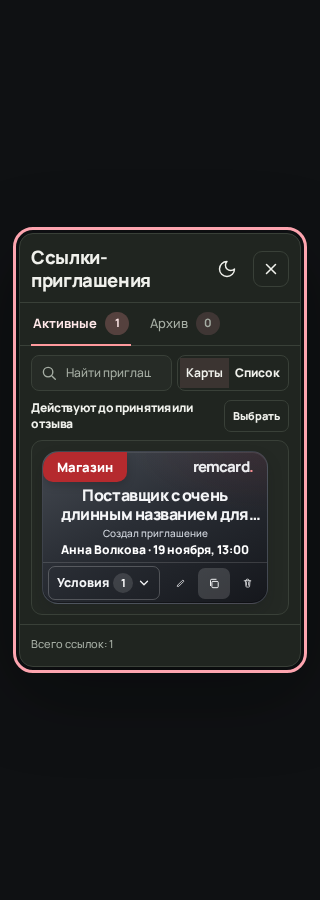 Ссылки-
приглашения
Активные 1 Архив 0
Найти пригла
Карты Список
Действуют до принятия или
отзыва
Выбрать
Магазин
remcard.
Поставщик с очень
длинным названием для…
Создал приглашение
Анна Волкова · 19 ноября, 13:00
Условия 1
Всего ссылок: 1